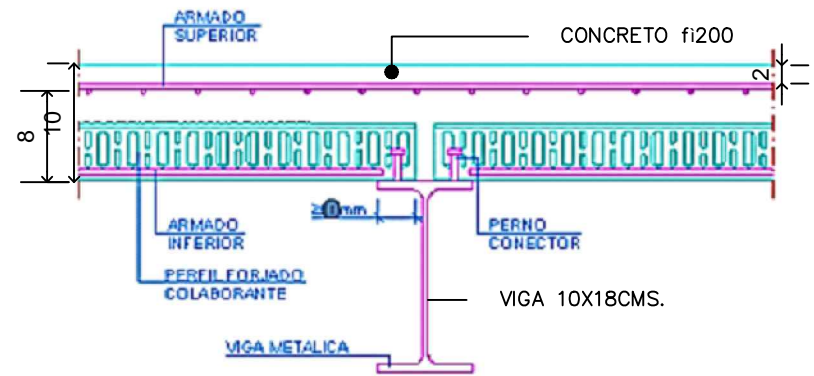 ARMADO
SUPERIOR
CONCRETO fi200
2
8
10
ARMADO
INFERIOR
PERNO
CONECTOR
PERFIL FORJADO
COLABORANTE
VIGA 10X18CMS.
VIGA METALICA